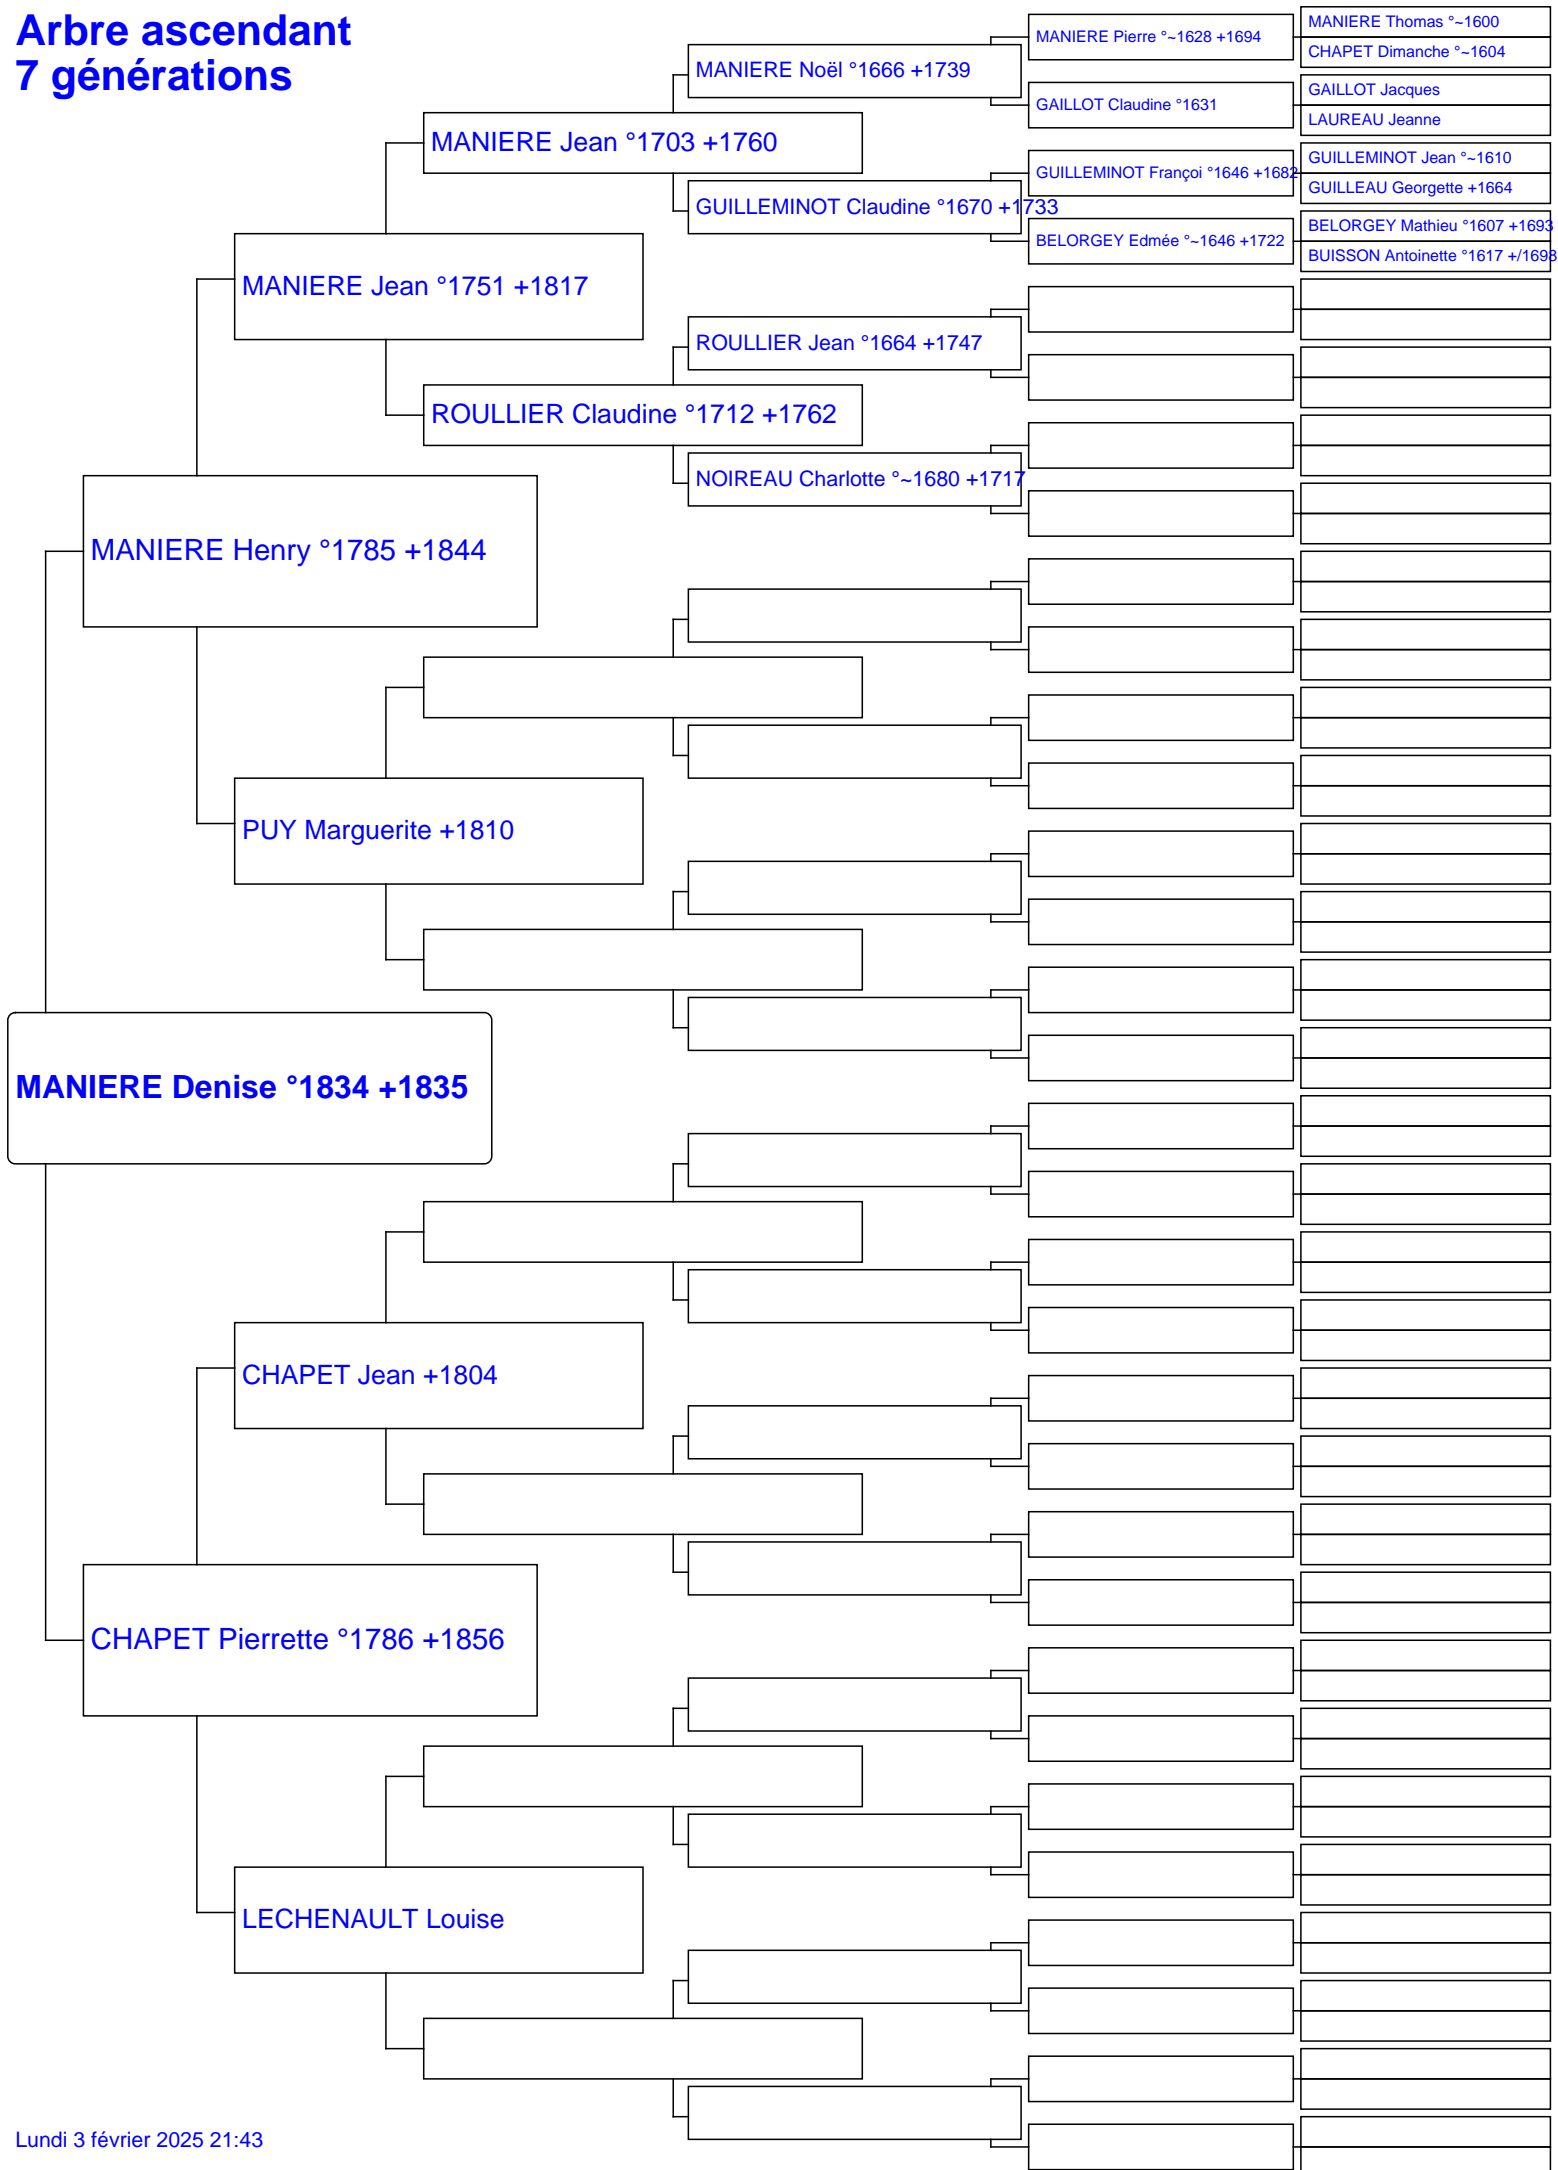 Arbre ascendant
7 générations
MANIERE Thomas °~1600
MANIERE Pierre °~1628 +1694
CHAPET Dimanche °~1604
MANIERE Noël °1666 +1739
GAILLOT Jacques
GAILLOT Claudine °1631
LAUREAU Jeanne
MANIERE Jean °1703 +1760
GUILLEMINOT Jean °~1610
GUILLEMINOT Françoi °1646 +1682
GUILLEAU Georgette +1664
GUILLEMINOT Claudine °1670 +1733
BELORGEY Mathieu °1607 +1693
BELORGEY Edmée °~1646 +1722
BUISSON Antoinette °1617 +/1698
MANIERE Jean °1751 +1817
ROULLIER Jean °1664 +1747
ROULLIER Claudine °1712 +1762
NOIREAU Charlotte °~1680 +1717
MANIERE Henry °1785 +1844
PUY Marguerite +1810
MANIERE Denise °1834 +1835
CHAPET Jean +1804
CHAPET Pierrette °1786 +1856
LECHENAULT Louise
Lundi 3 février 2025 21:43